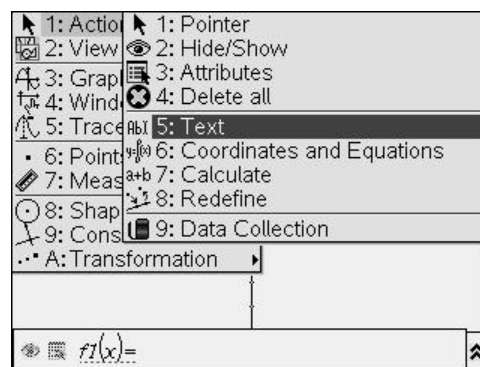 1: Actio
2: View
3: Grap
4: Wind
5: Trace
6: Point
7: Meas
8: Shap
9: Cons
A: Transformation
1: Pointer
2: Hide/Show
3: Attributes
4: Delete all
5: Text
6: Coordinates and Equations
a+b 7: Calculate
8: Redefine
9: Data Collection
f1(x)=